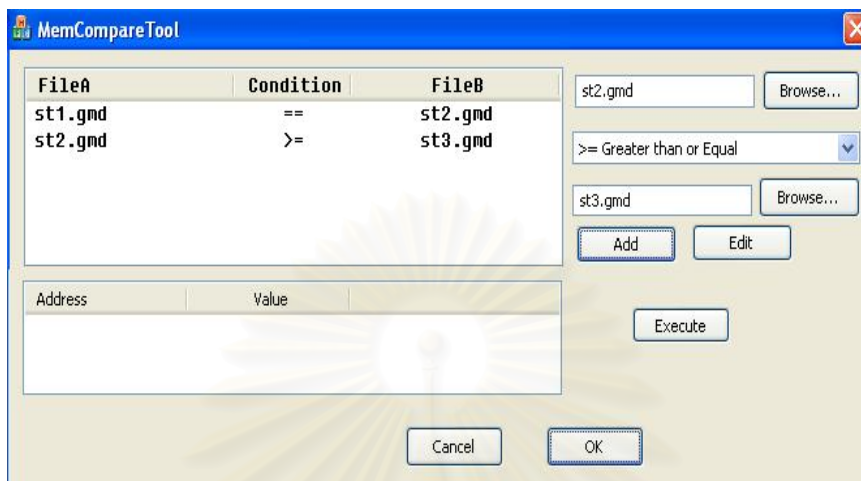 MemCompareTool
FileA Condition FileB
st1.gmd == st2.gmd
st2.gmd >= st3.gmd
st2.gmd Browse...
>= Greater than or Equal
st3.gmd Browse...
Add Edit
Address Value
Execute
Cancel OK